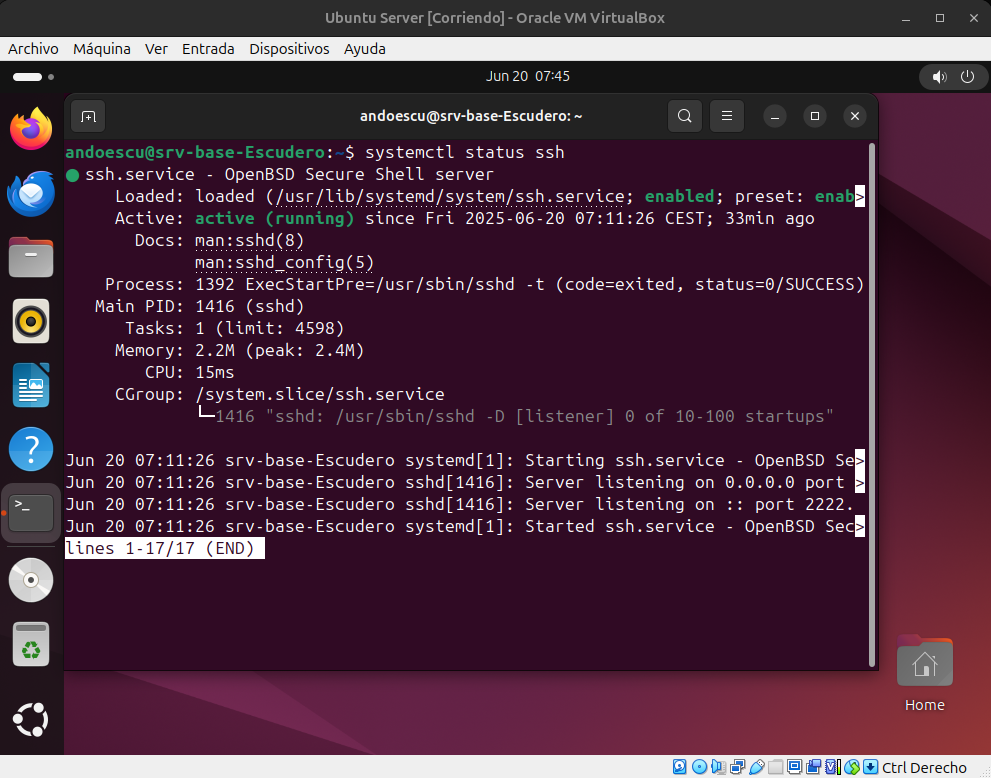 Ubuntu Server [Corriendo] - Oracle VM VirtualBox
Archivo Máquina Ver Entrada Dispositivos Ayuda
Jun 20 07:45
andoescu@srv-base-Escudero: ~
andoescu@srv-base-Escudero:~$ systemctl status ssh
● ssh.service - OpenBSD Secure Shell server
Loaded: loaded (/usr/lib/systemd/system/ssh.service; enabled; preset: enab>
Active: active (running) since Fri 2025-06-20 07:11:26 CEST; 33min ago
Docs: man:sshd(8)
man:sshd_config(5)
Process: 1392 ExecStartPre=/usr/sbin/sshd -t (code=exited, status=0/SUCCESS)
Main PID: 1416 (sshd)
Tasks: 1 (limit: 4598)
Memory: 2.2M (peak: 2.4M)
CPU: 15ms
CGroup: /system.slice/ssh.service
└─1416 "sshd: /usr/sbin/sshd -D [listener] 0 of 10-100 startups"
Jun 20 07:11:26 srv-base-Escudero systemd[1]: Starting ssh.service - OpenBSD Se>
Jun 20 07:11:26 srv-base-Escudero sshd[1416]: Server listening on 0.0.0.0 port >
Jun 20 07:11:26 srv-base-Escudero sshd[1416]: Server listening on :: port 2222.
Jun 20 07:11:26 srv-base-Escudero systemd[1]: Started ssh.service - OpenBSD Sec>
lines 1-17/17 (END)
Home
Ctrl Derecho